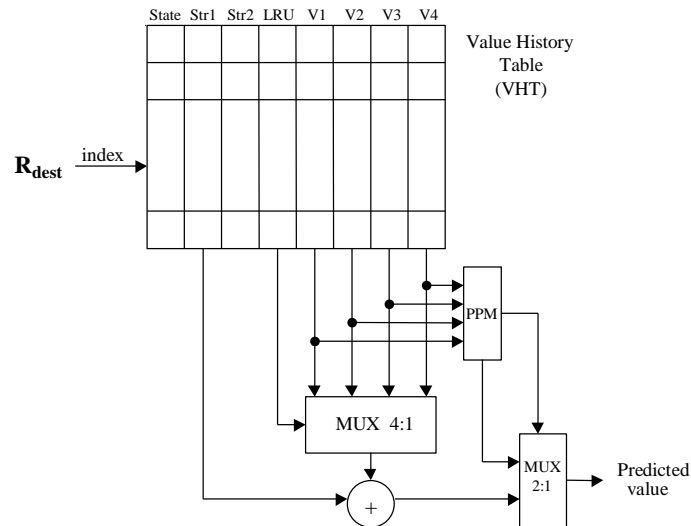 State Str1 Str2 LRU V1 V2 V3 V4
Value History
Table
(VHT)
index
Rdest
PPM
MUX 4:1
MUX
2:1
Predicted
value
+